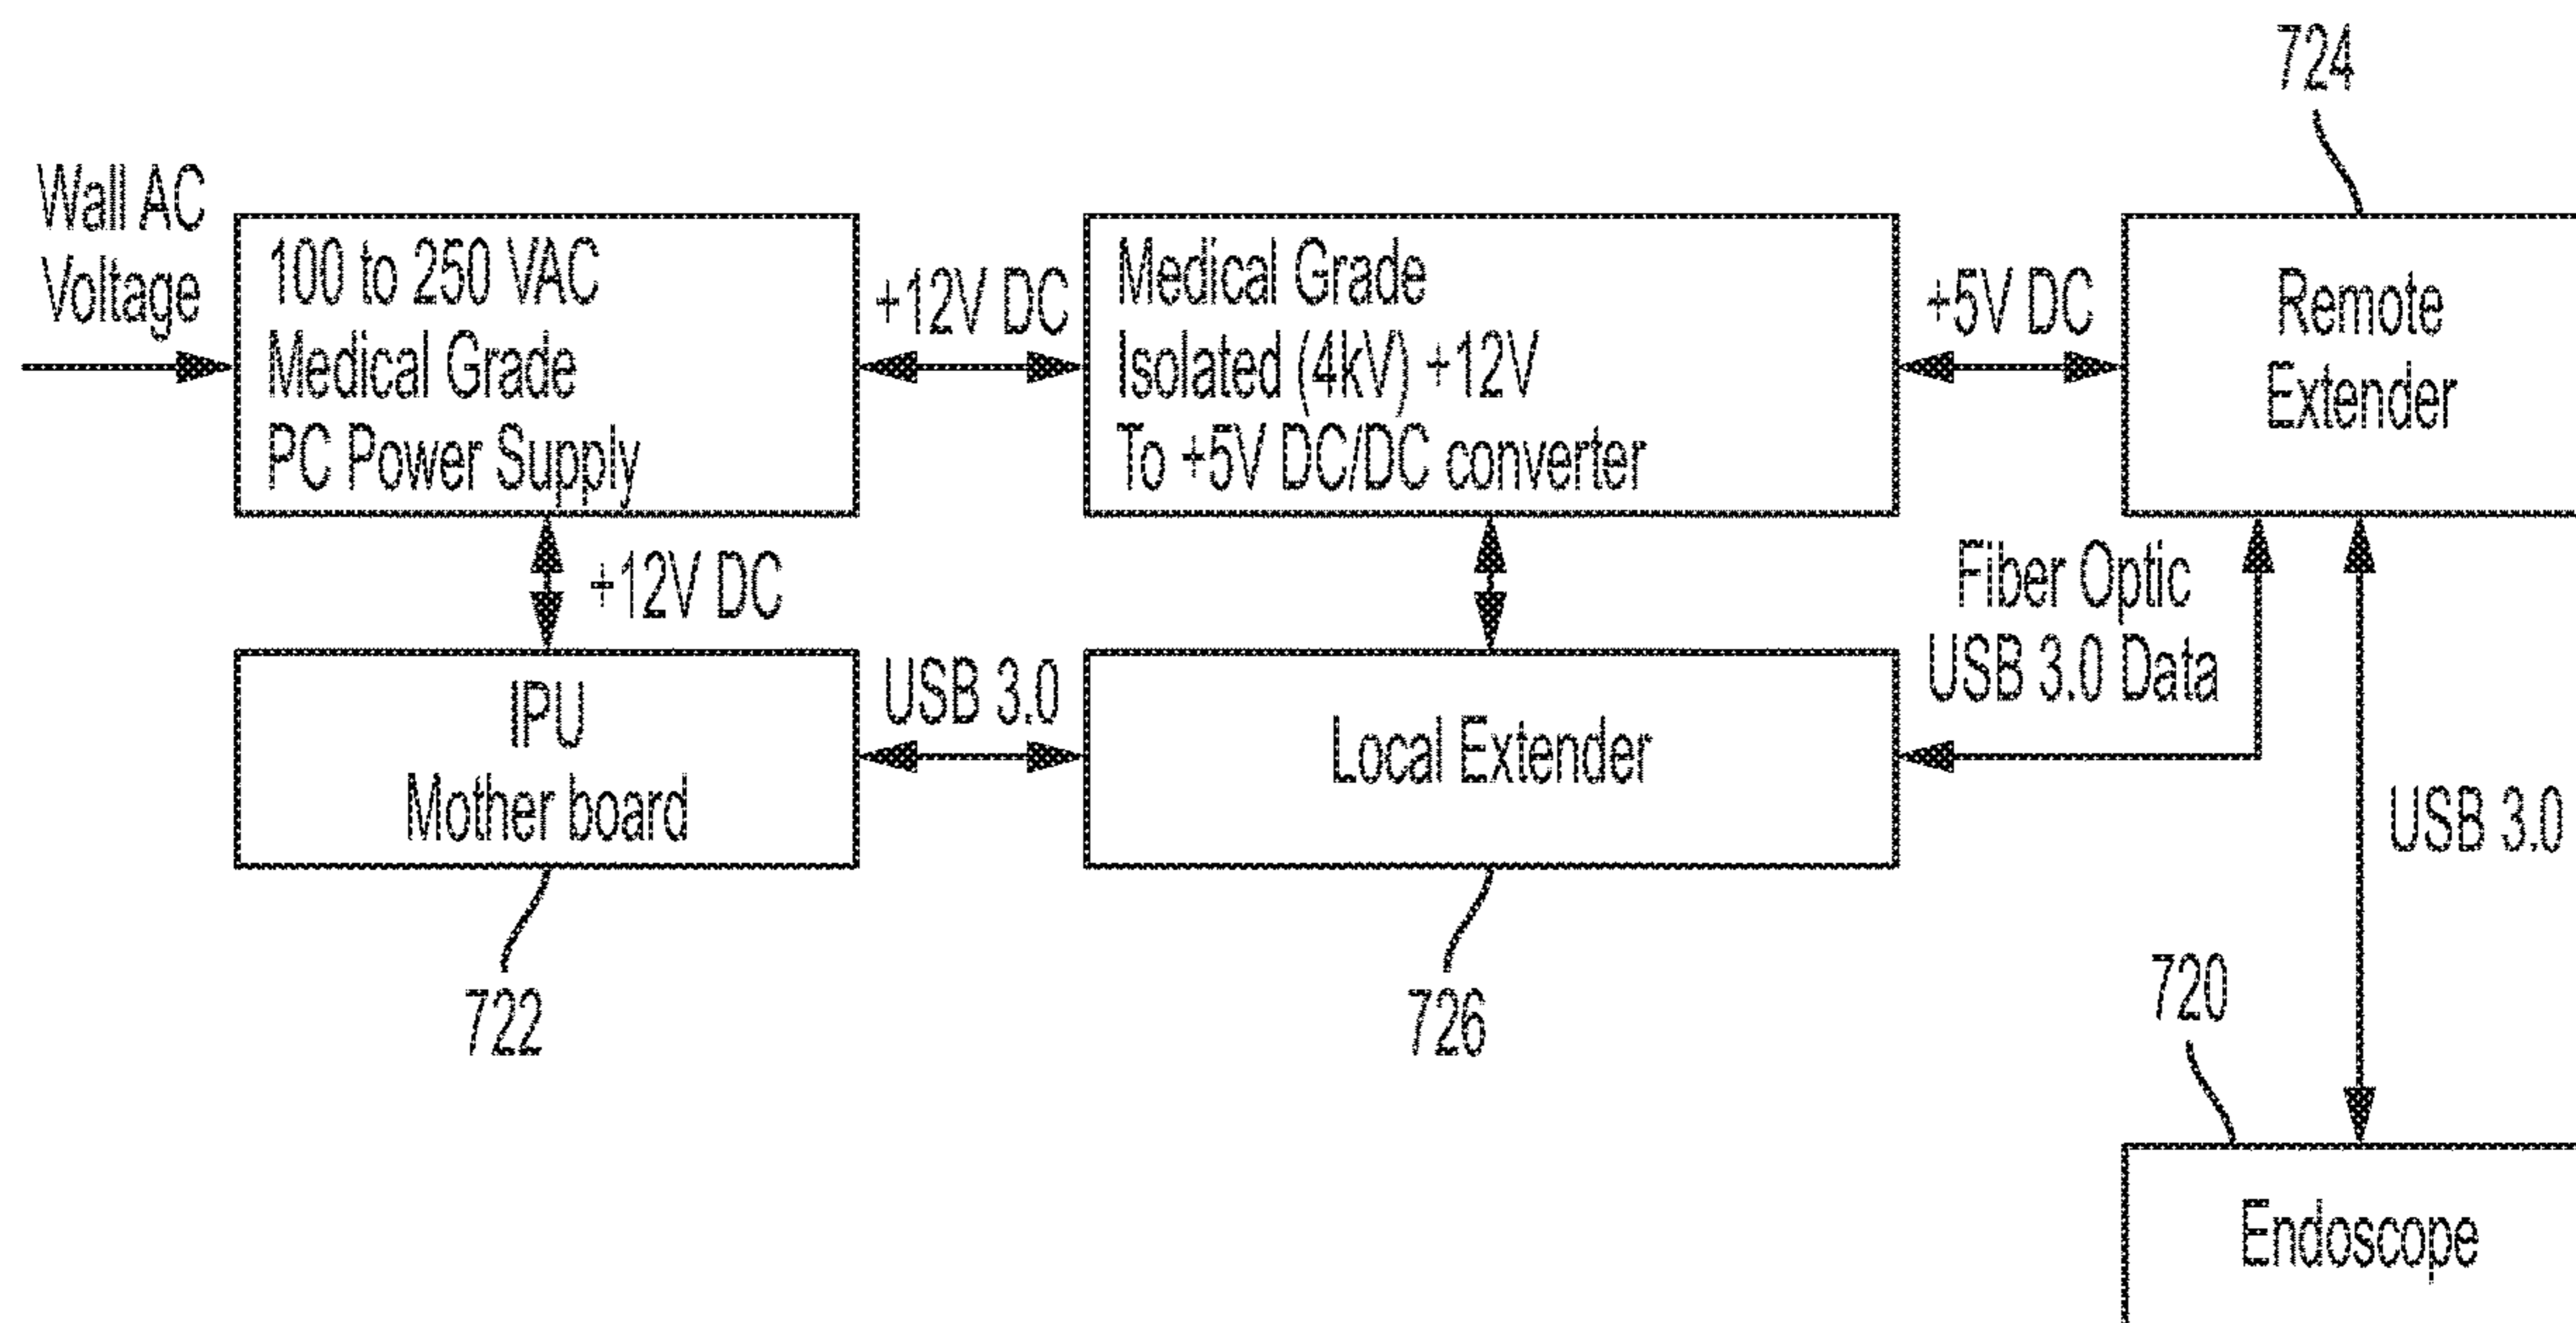 724
Wall AC
Voltage
100 to 250 VAC
Medical Grade
PC Power Supply
+12V DC
Medical Grade
Isolated (4kV) +12V
To +5V DC/DC converter
+5V DC
Remote
Extender
+12V DC
Fiber Optic
USB 3.0 Data
IPU
Mother board
USB 3.0
Local Extender
USB 3.0
722
726
720
Endoscope